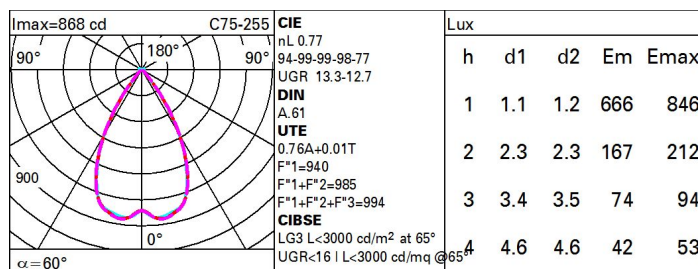 Imax=868 cd C75-255
90° 180° 90°
900
0°
α=60°
CIE
nL 0.77
94-99-99-98-77
UGR 13.3-12.7
DIN
A.61
UTE
0.76A+0.01T
F"1=940
F"1+F"2=985
F"1+F"2+F"3=994
CIBSE
LG3 L<3000 cd/m² at 65°
UGR<16 | L<3000 cd/mq @65°
Lux
h d1 d2 Em Emax
1 1.1 1.2 666 846
2 2.3 2.3 167 212
3 3.4 3.5 74 94
4 4.6 4.6 42 53